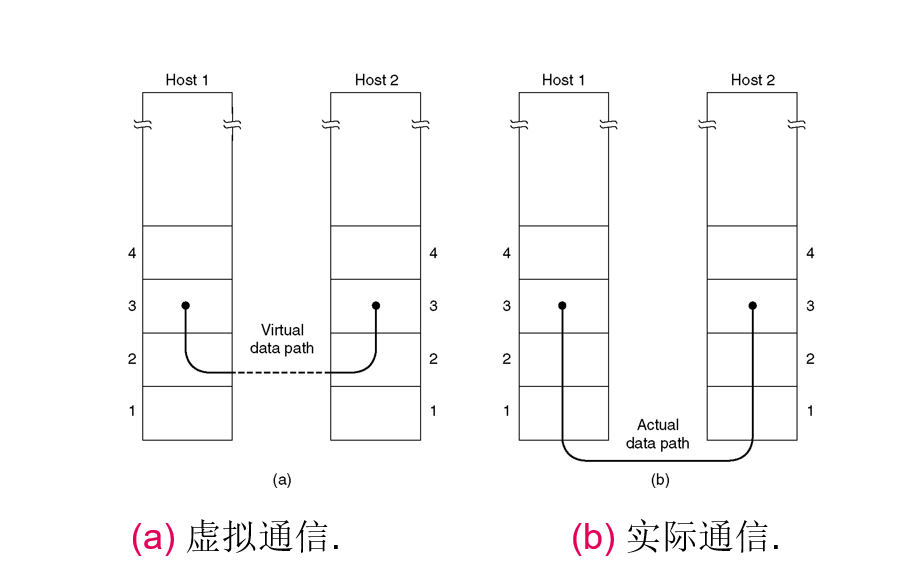 Host 1
Host 2
Host 1
Host 2
4
4
4
4
3
3
3
3
Virtual
data path
2
2
2
2
1
1
1
1
Actual
data path
(a)
(b)
(a) 虚拟通信.
(b) 实际通信.